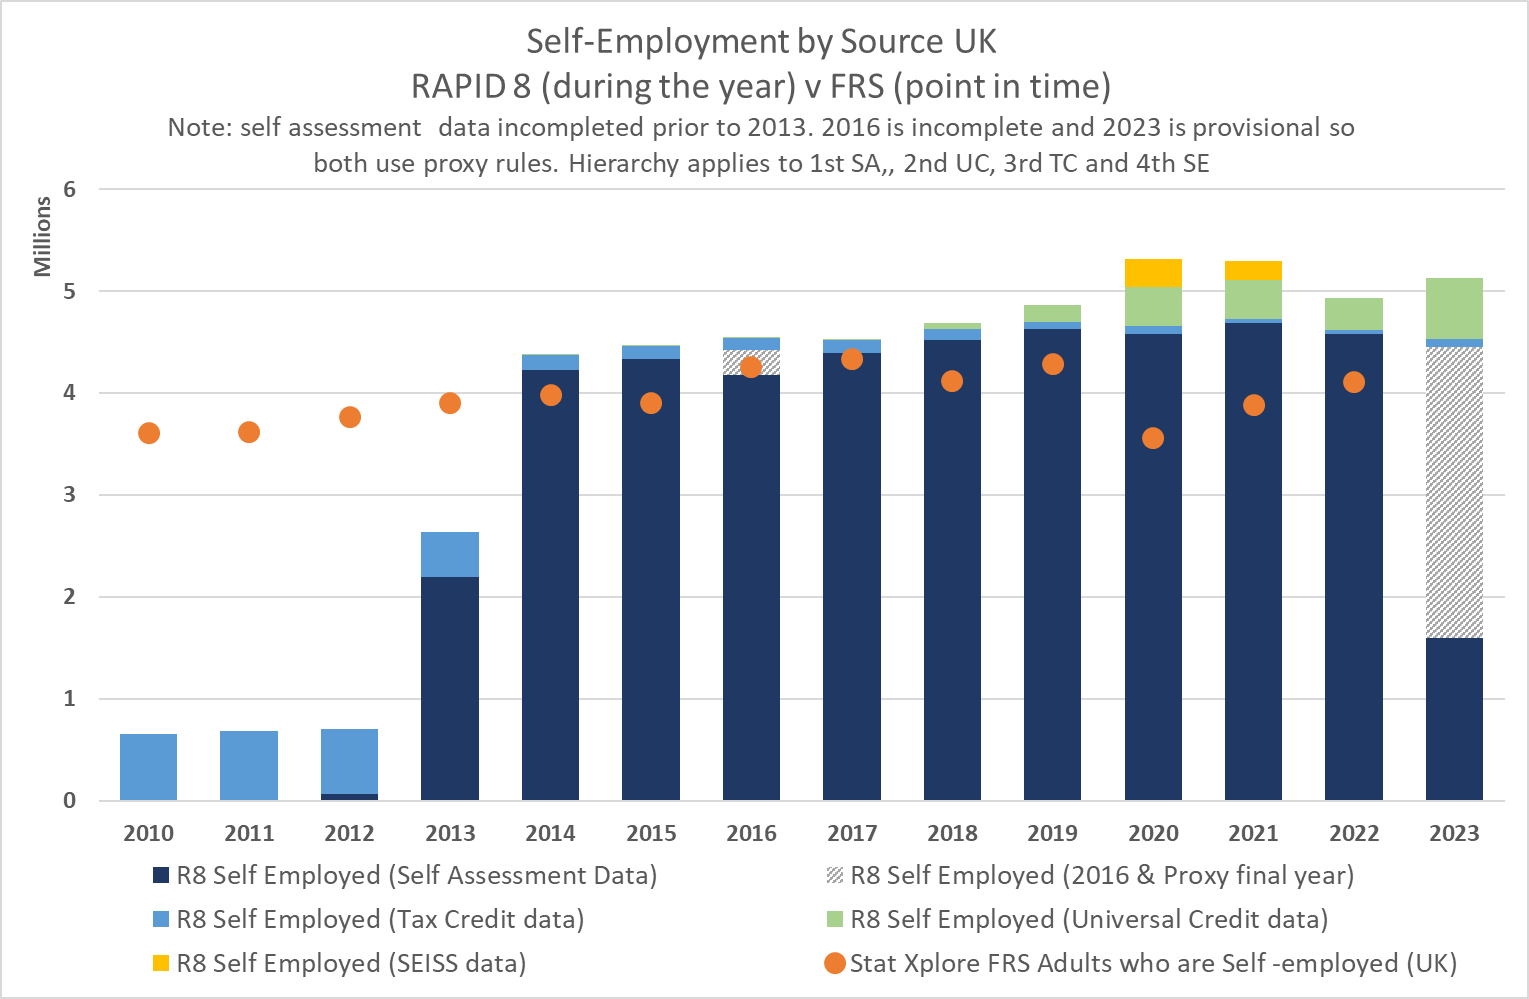 Self-Employment by Source UK
RAPID 8 (during the year) v FRS (point in time)
Note: self assessment  data incompleted prior to 2013. 2016 is incomplete and 2023 is provisional so
both use proxy rules. Hierarchy applies to 1st SA,, 2nd UC, 3rd TC and 4th SE
Millions
6
5
4
3
2
1
0
2010 2011 2012 2013 2014 2015 2016 2017 2018 2019 2020 2021 2022 2023
R8 Self Employed (Self Assessment Data) R8 Self Employed (2016 & Proxy final year)
R8 Self Employed (Tax Credit data) R8 Self Employed (Universal Credit data)
R8 Self Employed (SEISS data) Stat Xplore FRS Adults who are Self -employed (UK)